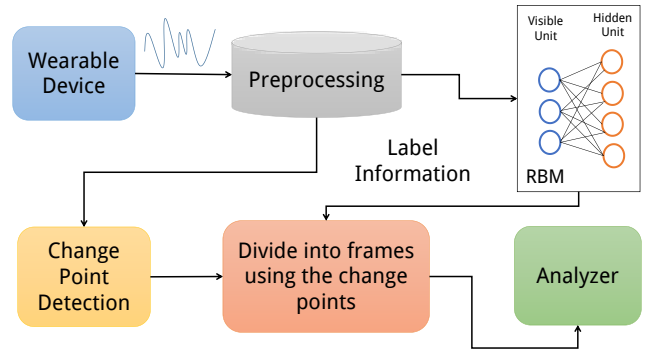 Wearable
Device
Preprocessing
Visible
Unit
Hidden
Unit
RBM
Label
Information
Change
Point
Detection
Divide into frames
using the change
points
Analyzer